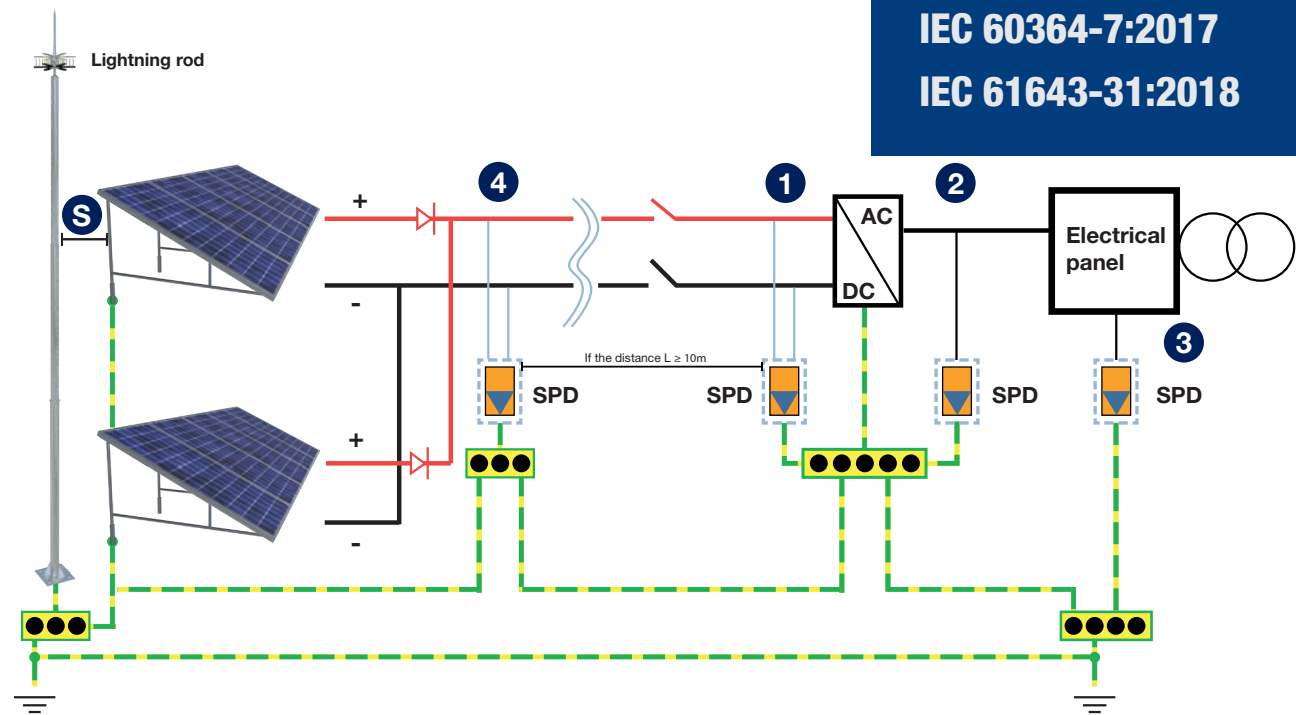 IEC 60364-7:2017
IEC 61643-31:2018
Lightning rod
S
+
-
+
-
4
1
2
3
AC
DC
Electrical
panel
If the distance L ≥ 10m
SPD
SPD
SPD
SPD